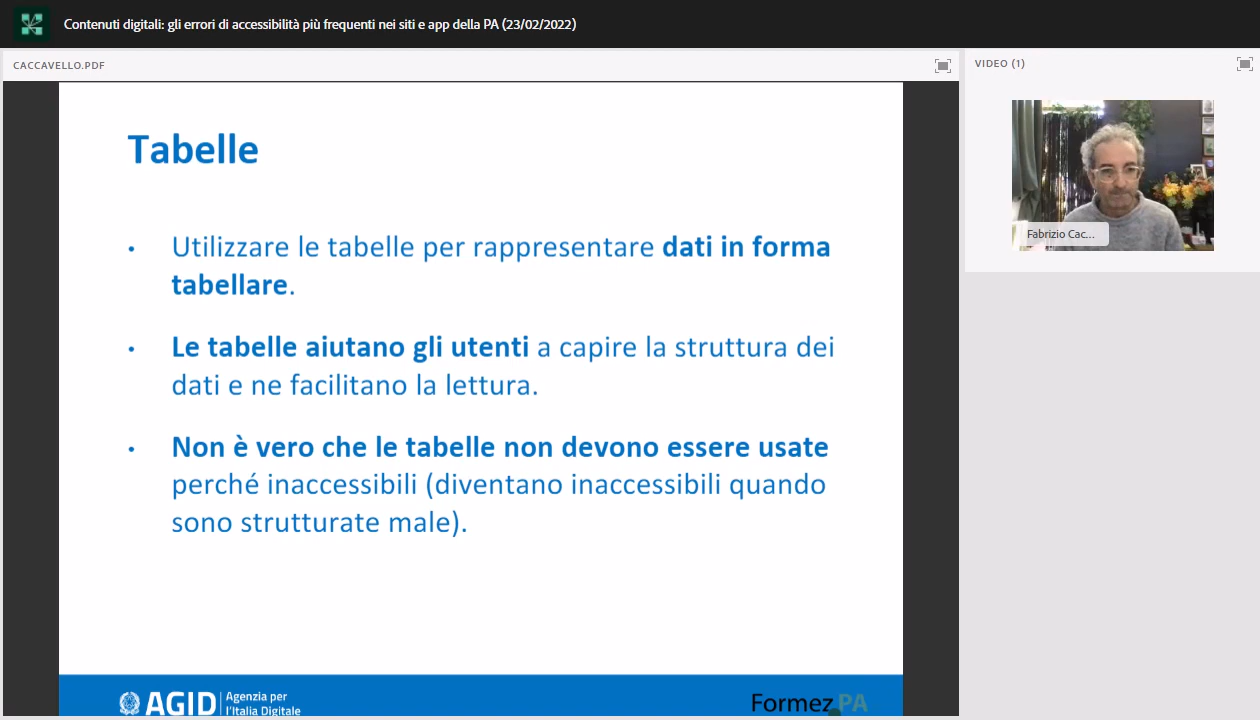 Contenuti digitali: gli errori di accessibilità più frequenti nei siti e app della PA (23/02/2022)
CACCAVELLO.PDF
VIDEO (1)
Tabelle
• Utilizzare le tabelle per rappresentare dati in forma
tabellare.
• Le tabelle aiutano gli utenti a capire la struttura dei
dati e ne facilitano la lettura.
• Non è vero che le tabelle non devono essere usate
perché inaccessibili (diventano inaccessibili quando
sono strutturate male).
Fabrizio Cac...
AGID
Agenzia per
l'Italia Digitale
Formez PA